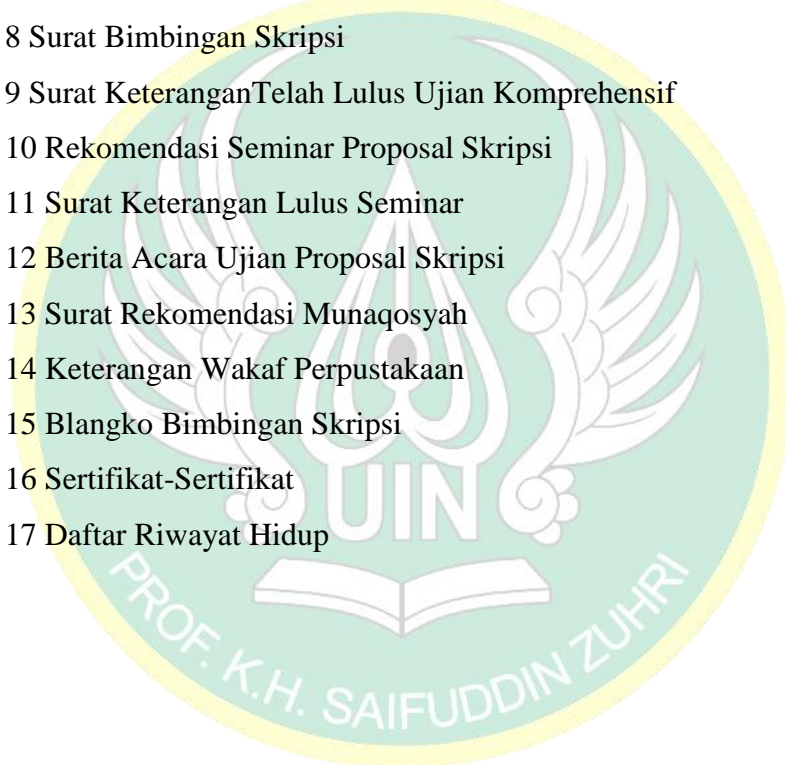 8 Surat Bimbingan Skripsi
9 Surat KeteranganTelah Lulus Ujian Komprehensif
10 Rekomendasi Seminar Proposal Skripsi
11 Surat Keterangan Lulus Seminar
12 Berita Acara Ujian Proposal Skripsi
13 Surat Rekomendasi Munaqosyah
14 Keterangan Wakaf Perpustakaan
15 Blangko Bimbingan Skripsi
16 Sertifikat-Sertifikat
17 Daftar Riwayat Hidup
UIN
PROF. K.H. SAIFUDDIN ZUHRI